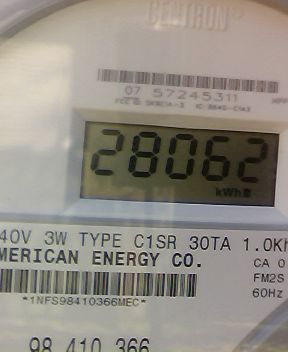 CENTRON®
07 57245311
28062
kWh
40V 3W TYPE C1SR 30TA 1.0Kh
MERICAN ENERGY CO.
CA 0
FM2S
*1NFS98410366MEC*
60Hz
98 410 366